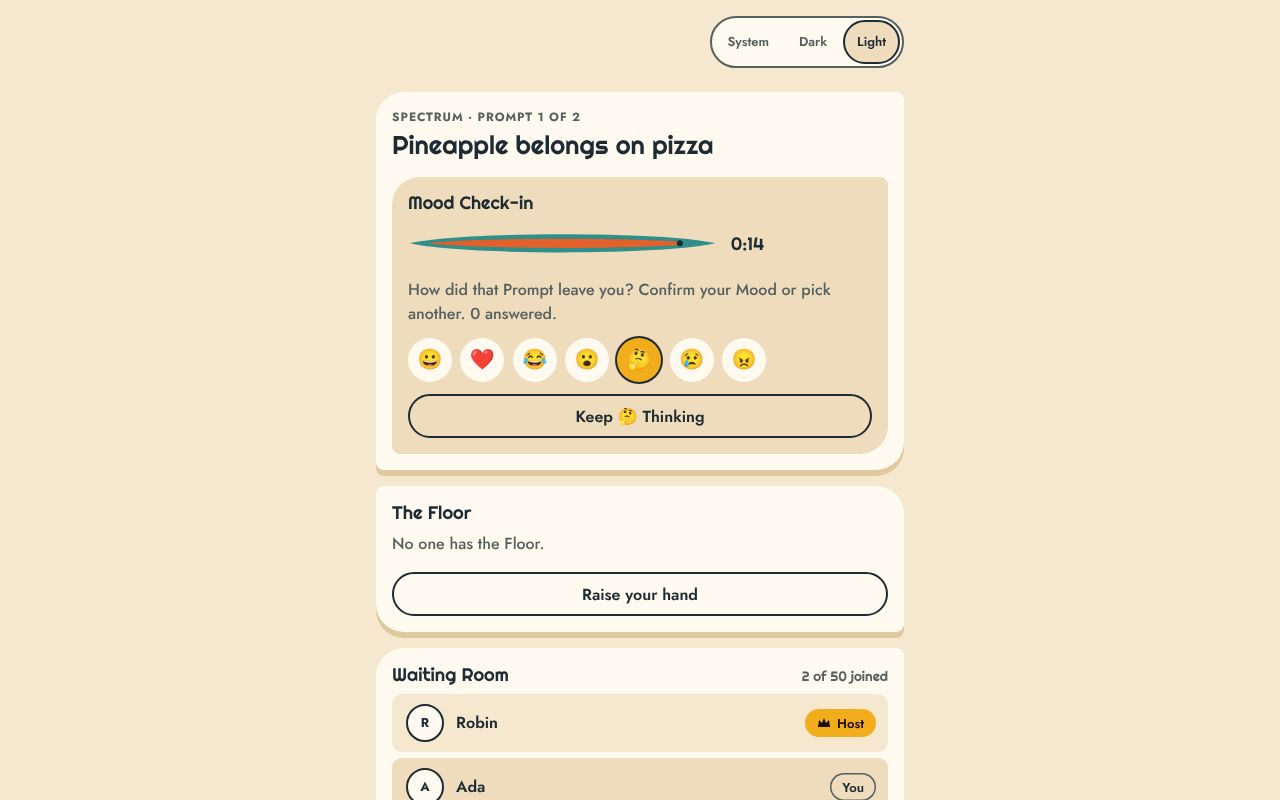 System Dark Light
SPECTRUM · PROMPT 1 OF 2
Pineapple belongs on pizza
Mood Check-in
0:14
How did that Prompt leave you? Confirm your Mood or pick
another. 0 answered.
Keep 🤔 Thinking
The Floor
No one has the Floor.
Raise your hand
Waiting Room 2 of 50 joined
R Robin Host
A Ada You